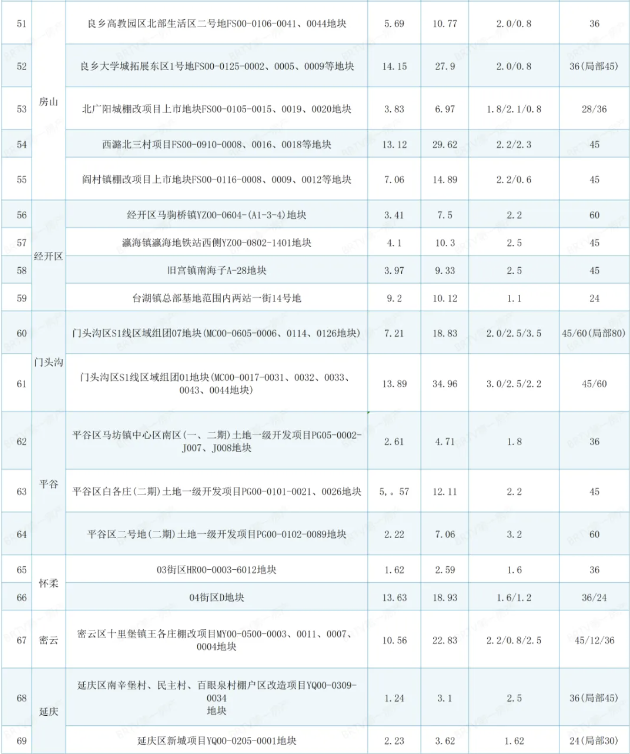 51 良乡高教园区北部生活区二号地FS00-0106-0041、0044地块 5.69 10.77 2.0/0.8 36
52 良乡大学城拓展东区1号地FS00-0125-0002、0005、0009等地块 14.15 27.9 2.0/0.8 36(局部45)
房山
53 北广阳城棚改项目上市地块FS00-0105-0015、0019、0020地块 3.83 6.97 1.8/2.1/0.8 28/36
54 西潞北三村项目FS00-0910-0008、0016、0018等地块 13.12 29.62 2.2/2.3 45
55 阎村镇棚改项目上市地块FS00-0116-0008、0009、0012等地块 7.06 14.89 2.2/0.6 45
56 经开区马驹桥镇YZ00-0604-(A1-3-4)地块 3.41 7.5 2.2 60
57 瀛海镇瀛海地铁站西侧YZ00-0802-1401地块 4.1 10.3 2.5 45
经开区
58 旧宫镇南海子A-28地块 3.97 9.33 2.5 45
59 台湖镇总部基地范围内两站一街14号地 9.2 10.12 1.1 24
60 门头沟区S1线区域组团07地块(MC00-0605-0006、0114、0126地块) 7.21 18.83 2.0/2.5/3.5 45/60(局部80)
门头沟
61 门头沟区S1线区域组团01地块(MC00-0017-0031、0032、0033、
0043、0044地块) 13.89 34.96 3.0/2.5/2.2 45/60
62 平谷区马坊镇中心区南区(一、二期)土地一级开发项目PG05-0002-
J007、J008地块 2.61 4.71 1.8 36
平谷
63 平谷区白各庄(二期)土地一级开发项目PG00-0101-0021、0026地块 5,。57 12.11 2.2 45
64 平谷区二号地(二期)土地一级开发项目PG00-0102-0089地块 2.22 7.06 3.2 60
65 03街区HR00-0003-6012地块 1.62 2.59 1.6 36
怀柔
66 04街区D地块 13.63 18.93 1.6/1.2 36/24
67 密云 密云区十里堡镇王各庄棚改项目MY00-0500-0003、0011、0007、
0004地块 10.56 22.83 2.2/0.8/2.5 45/12/36
68 延庆区南辛堡村、民主村、百眼泉村棚户区改造项目YQ00-0309-
0034
地块 1.24 3.1 2.5 36(局部45)
延庆
69 延庆区新城项目YQ00-0205-0001地块 2.23 3.62 1.62 24(局部30)